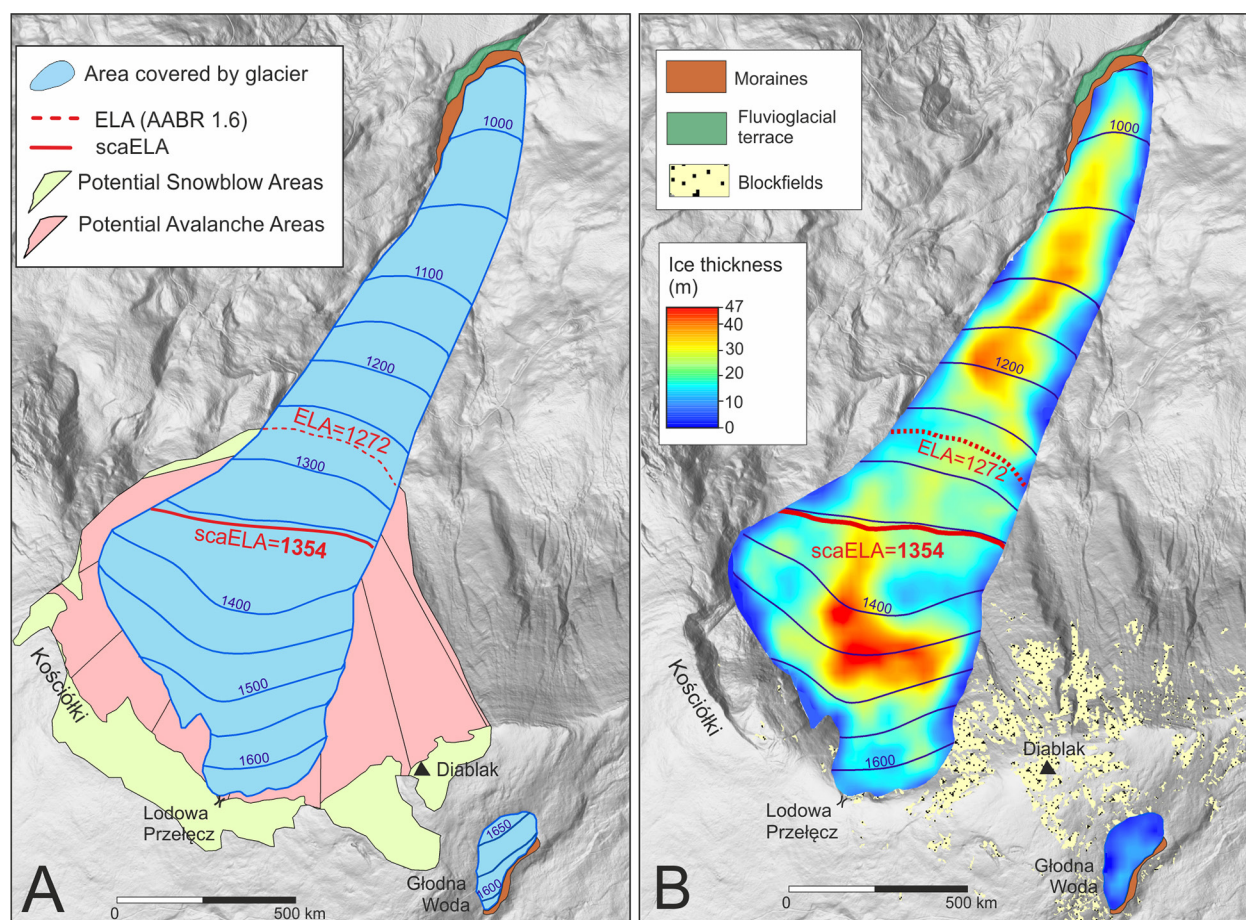 Area covered by glacier
ELA (AABR 1.6)
scaELA
Potential Snowblow Areas
Potential Avalanche Areas
1000
1100
1200
ELA=1272
1300
scaELA=1354
1400
1500
1600
Kościółki
Diablak
Lodowa
Przełęcz
1650
1600
Głodna
Woda
A
0
500 km
Moraines
Fluvioglacial
terrace
Blockfields
Ice thickness
(m)
47
40
30
20
10
0
1000
1200
ELA=1272
scaELA=1354
1400
1600
Kościółki
Diablak
Lodowa
Przełęcz
Głodna
Woda
B
0
500 km